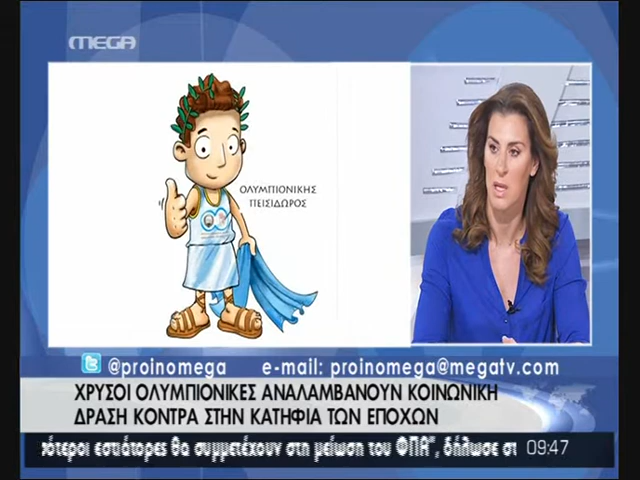 MEGA
ΟΛΥΜΠΙΟΝΙΚΗΣ
ΠΕΙΣΙΔΩΡΟΣ
@proinomega e-mail: proinomega@megatv.com
ΧΡΥΣΟΙ ΟΛΥΜΠΙΟΝΙΚΕΣ ΑΝΑΛΑΜΒΑΝΟΥΝ ΚΟΙΝΩΝΙΚΗ
ΔΡΑΣΗ ΚΟΝΤΡΑ ΣΤΗΝ ΚΑΤΗΦΙΑ ΤΩΝ ΕΠΟΧΩΝ
εστιάτορες θα συμμετέχουν στη μείωση του ΦΠΑ", δήλωσε στ 09:47